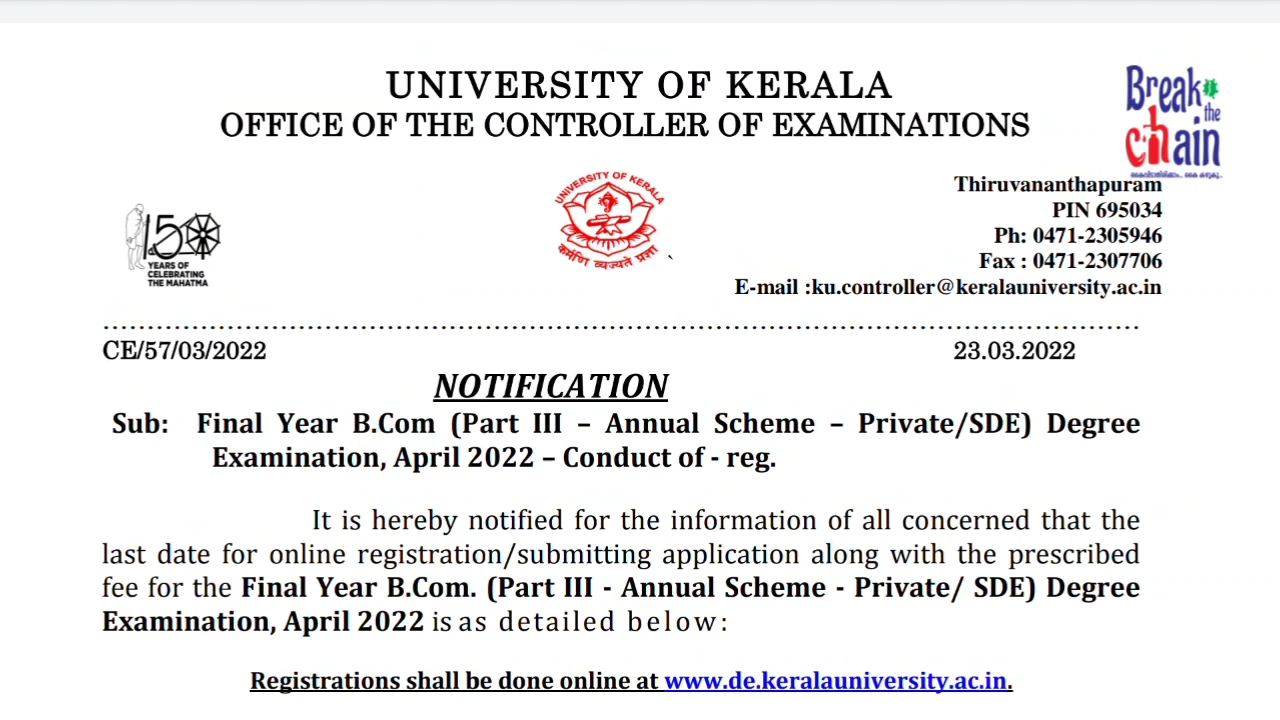 UNIVERSITY OF KERALA
OFFICE OF THE CONTROLLER OF EXAMINATIONS
Break
the
chain
UNIVERSITY OF KERALA
कर्मणि व्यज्यते प्रज्ञा
150
YEARS OF
CELEBRATING
THE MAHATMA
Thiruvananthapuram
PIN 695034
Ph: 0471-2305946
Fax : 0471-2307706
E-mail :ku.controller@keralauniversity.ac.in
CE/57/03/2022 23.03.2022
NOTIFICATION
Sub: Final Year B.Com (Part III – Annual Scheme – Private/SDE) Degree
Examination, April 2022 – Conduct of - reg.
It is hereby notified for the information of all concerned that the
last date for online registration/submitting application along with the prescribed
fee for the Final Year B.Com. (Part III - Annual Scheme - Private/ SDE) Degree
Examination, April 2022 is as detailed below:
Registrations shall be done online at www.de.keralauniversity.ac.in.